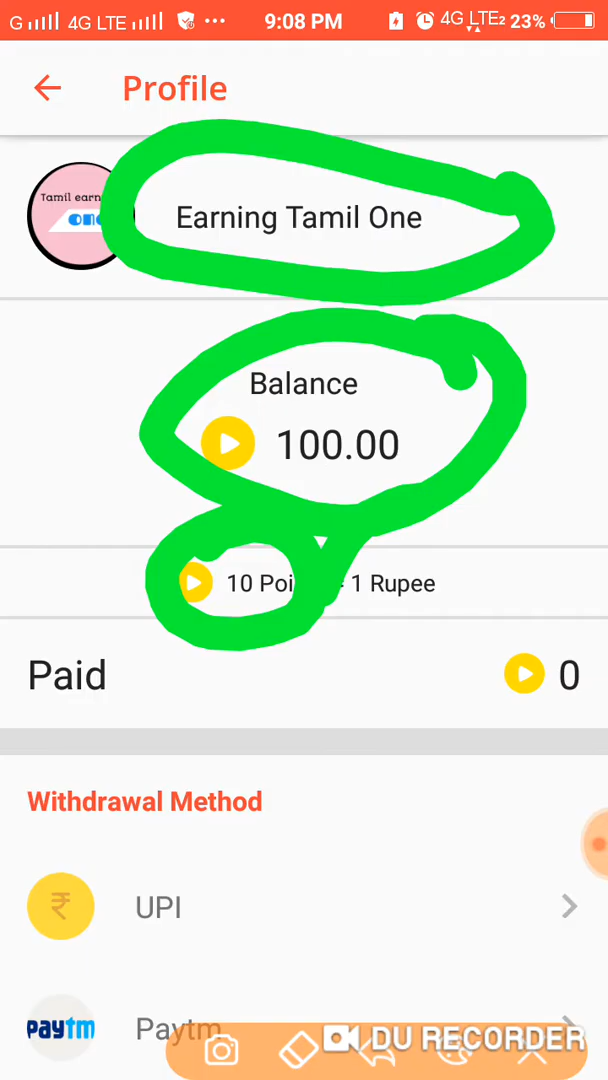 G 4G LTE 9:08 PM 4G LTE2 23%
Profile
Tamil earn
one
Earning Tamil One
Balance
100.00
10 Poi 1 Rupee
Paid 0
Withdrawal Method
₹ UPI
paytm Paytm
DU RECORDER